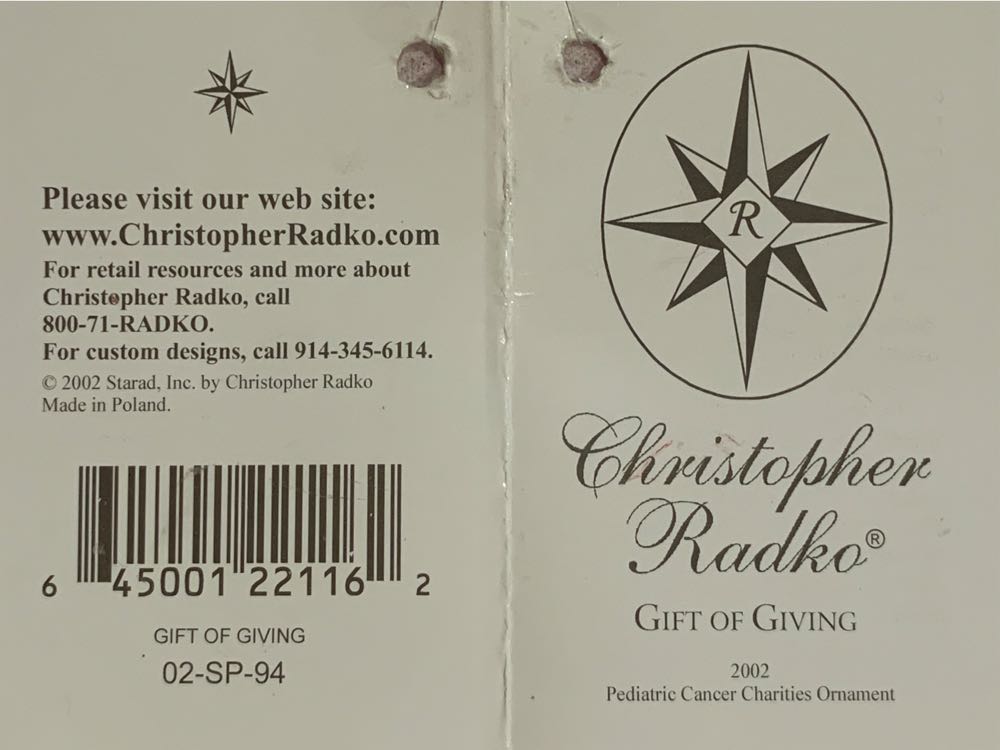 Please visit our web site:
www.ChristopherRadko.com
For retail resources and more about
Christopher Radko, call
800-71-RADKO.
For custom designs, call 914-345-6114.
© 2002 Starad, Inc. by Christopher Radko
Made in Poland.
6 45001 22116 2
GIFT OF GIVING
02-SP-94
R
Christopher
Radko®
GIFT OF GIVING
2002
Pediatric Cancer Charities Ornament